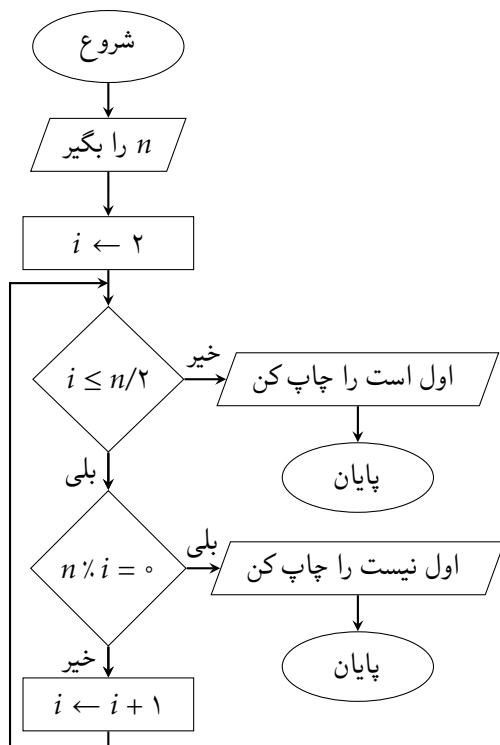 شروع
n را بگیر
i ← ۲
i ≤ n/۲
خیر
اول است را چاپ کن
پایان
بلی
n٪i = ۰
بلی
اول نیست را چاپ کن
پایان
خیر
i ← i + ۱